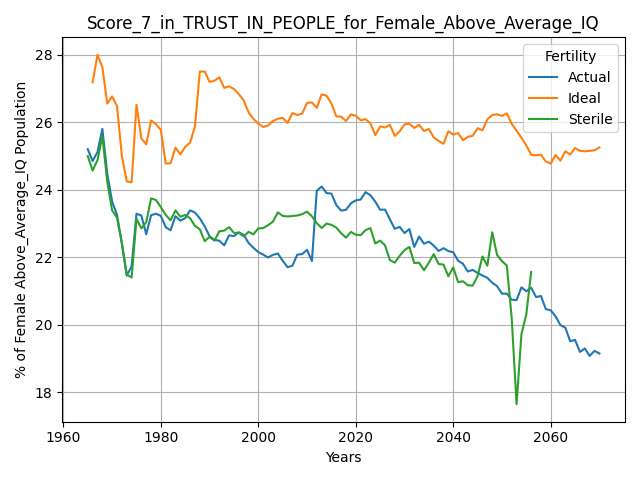 Score_7_in_TRUST_IN_PEOPLE_for_Female_Above_Average_IQ
% of Female Above_Average_IQ Population
28
26
24
22
20
18
1960
1980
2000
2020
2040
2060
Years
Fertility
Actual
Ideal
Sterile